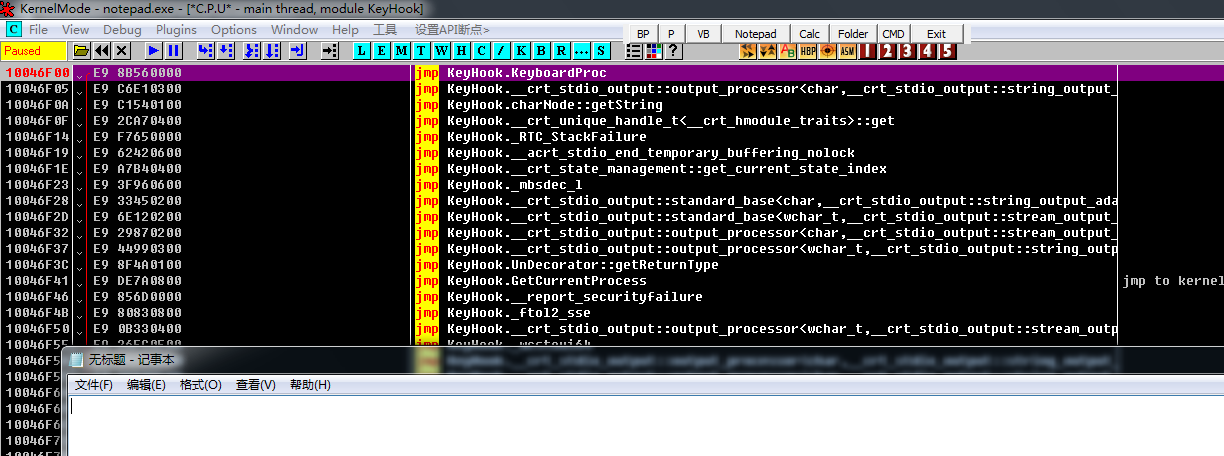 KernelMode - notepad.exe - [*C.P.U* - main thread, module KeyHook]
C File View Debug Plugins Options Window Help 工具 设置API断点>
BP P VB Notepad Calc Folder CMD Exit
Paused L E M T W H C / K B R ... S ? HBP ASM 1 2 3 4 5
10046F00 E9 8B560000 jmp KeyHook.KeyboardProc
10046F05 E9 C6E10300 jmp KeyHook.__crt_stdio_output::output_processor<char,__crt_stdio_output::string_output_
10046F0A E9 C1540100 jmp KeyHook.charNode::getString
10046F0F E9 2CA70400 jmp KeyHook.__crt_unique_handle_t<__crt_hmodule_traits>::get
10046F14 E9 F7650000 jmp KeyHook._RTC_StackFailure
10046F19 E9 62420600 jmp KeyHook.__acrt_stdio_end_temporary_buffering_nolock
10046F1E E9 A7B40400 jmp KeyHook.__crt_state_management::get_current_state_index
10046F23 E9 3F960600 jmp KeyHook._mbsdec_l
10046F28 E9 33450200 jmp KeyHook.__crt_stdio_output::standard_base<char,__crt_stdio_output::string_output_ada
10046F2D E9 6E120200 jmp KeyHook.__crt_stdio_output::standard_base<wchar_t,__crt_stdio_output::stream_output_
10046F32 E9 29870200 jmp KeyHook.__crt_stdio_output::output_processor<char,__crt_stdio_output::stream_output_
10046F37 E9 44990300 jmp KeyHook.__crt_stdio_output::output_processor<wchar_t,__crt_stdio_output::string_outp
10046F3C E9 8F4A0100 jmp KeyHook.UnDecorator::getReturnType
10046F41 E9 DE7A0800 jmp KeyHook.GetCurrentProcess jmp to kernel
10046F46 E9 856D0000 jmp KeyHook.__report_securityfailure
10046F4B E9 80830800 jmp KeyHook._ftol2_sse
10046F50 E9 0B330400 jmp KeyHook.__crt_stdio_output::output_processor<wchar_t,__crt_stdio_output::stream_outp
10046F5
无标题 - 记事本
10046F5
文件(F) 编辑(E) 格式(O) 查看(V) 帮助(H)
10046F6
10046F6
10046F6
10046F7